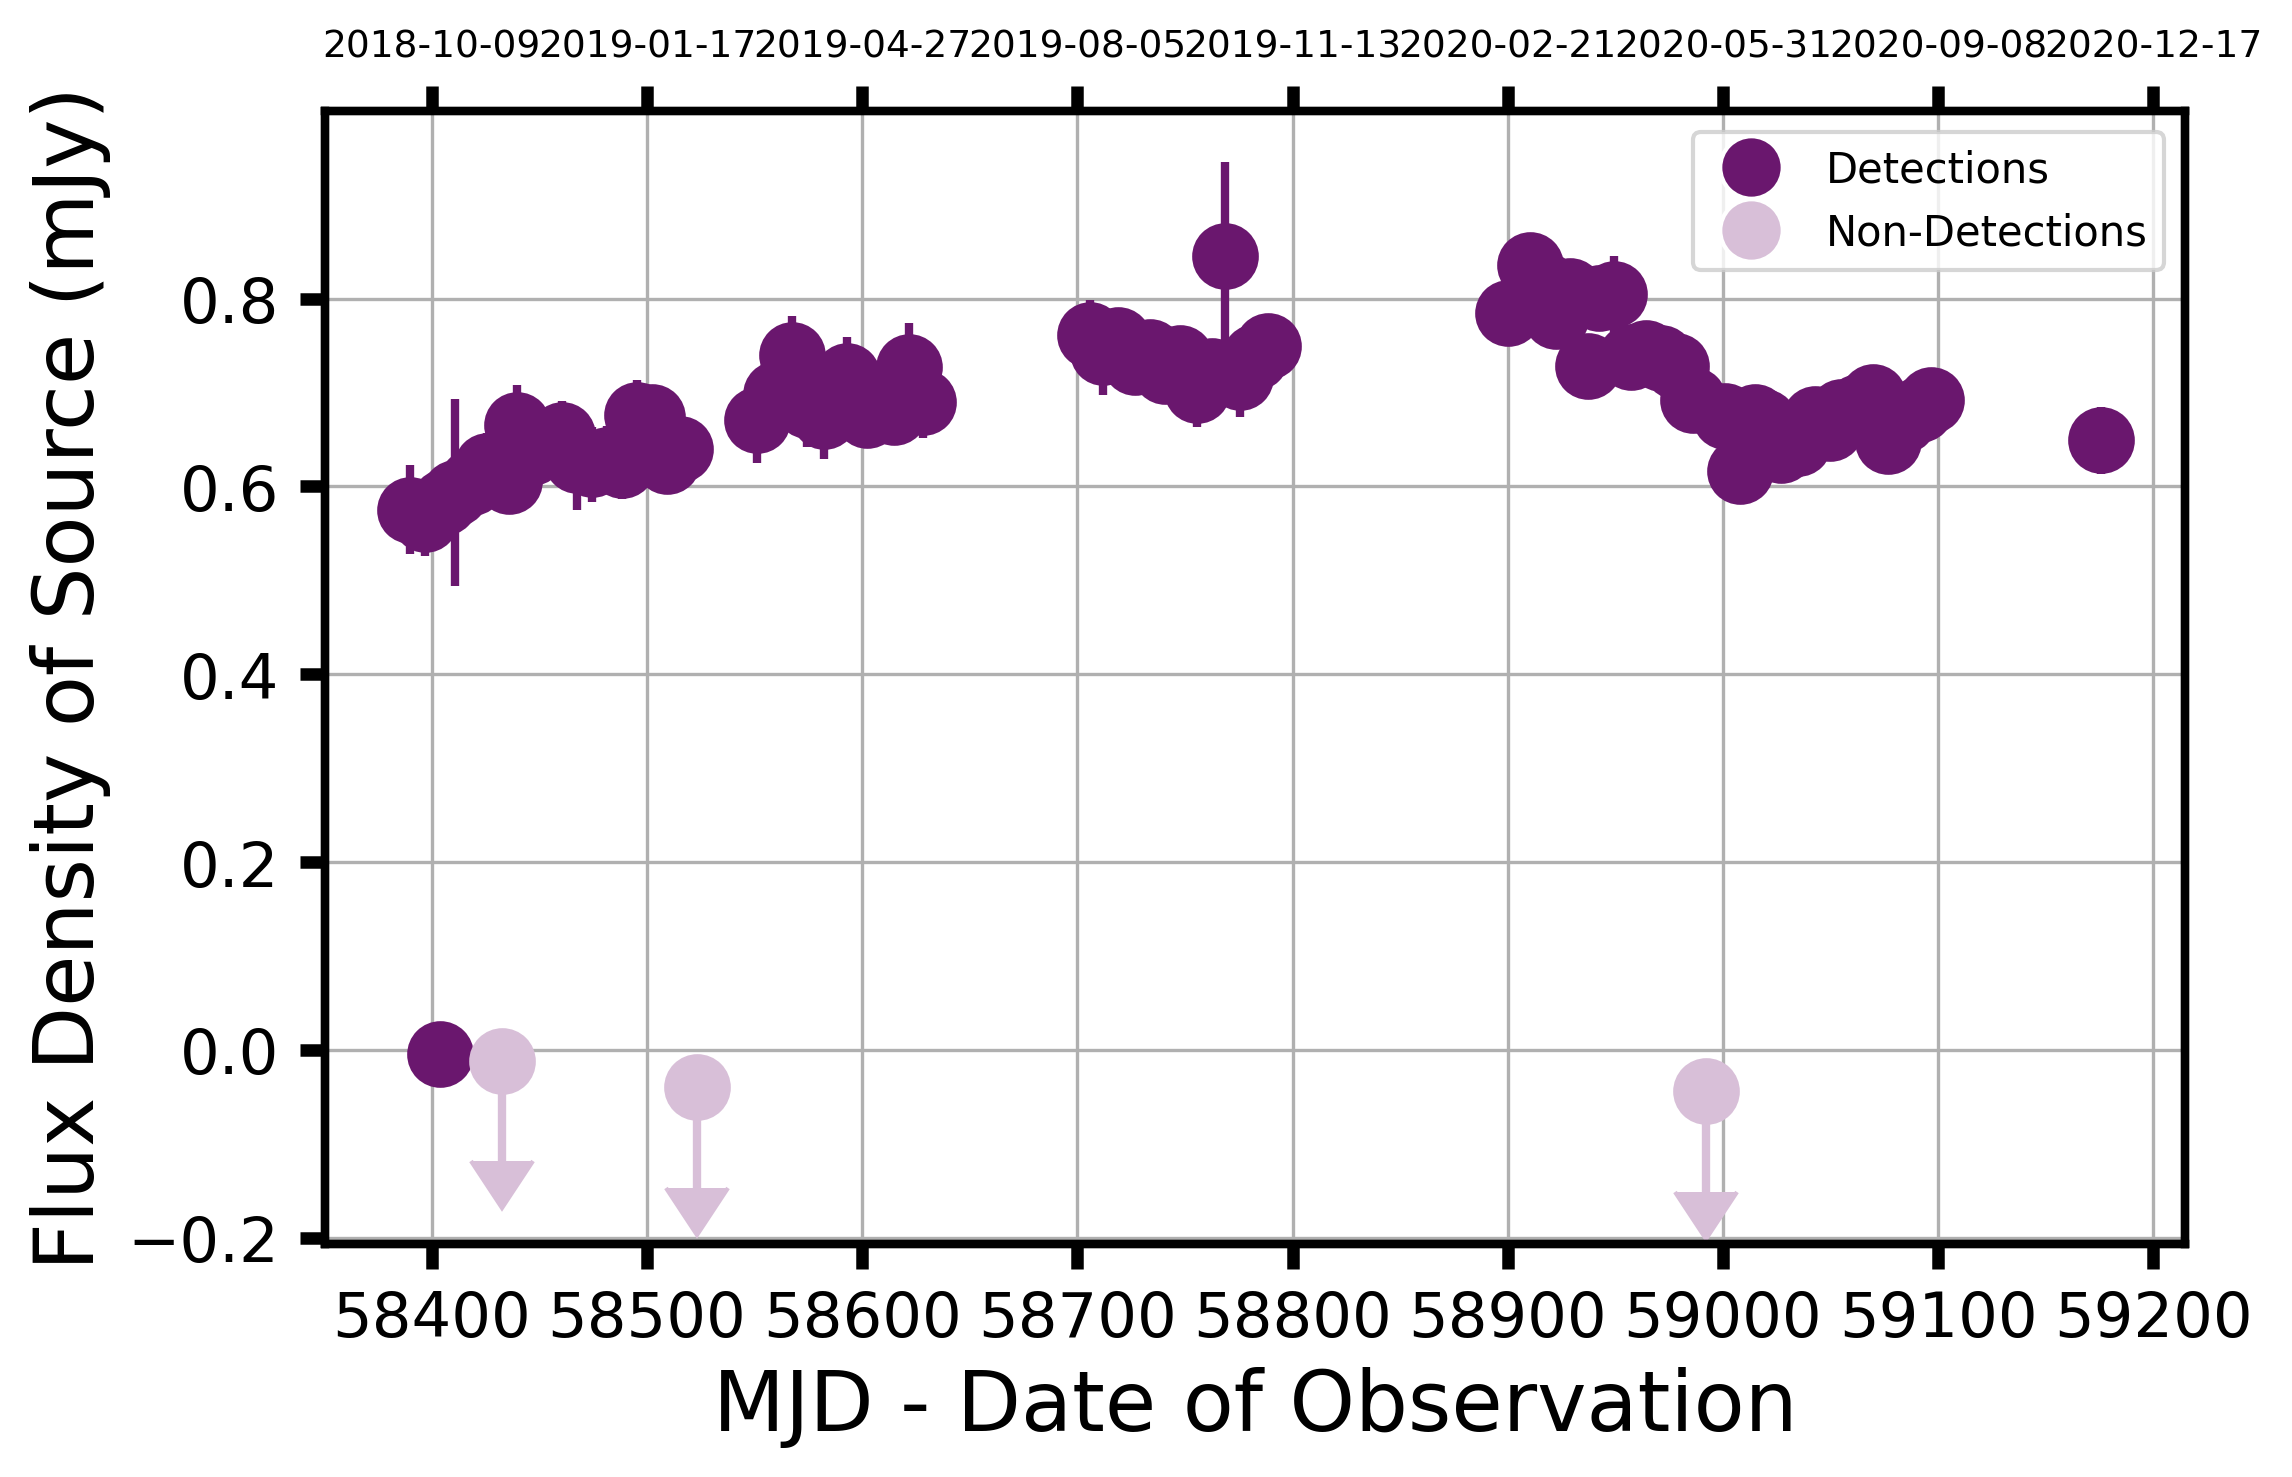 2018-10-09 2019-01-17 2019-04-27 2019-08-05 2019-11-13 2020-02-21 2020-05-31 2020-09-08 2020-12-17
Detections
Non-Detections
Flux Density of Source (mJy)
0.8
0.6
0.4
0.2
0.0
−0.2
58400 58500 58600 58700 58800 58900 59000 59100 59200
MJD - Date of Observation